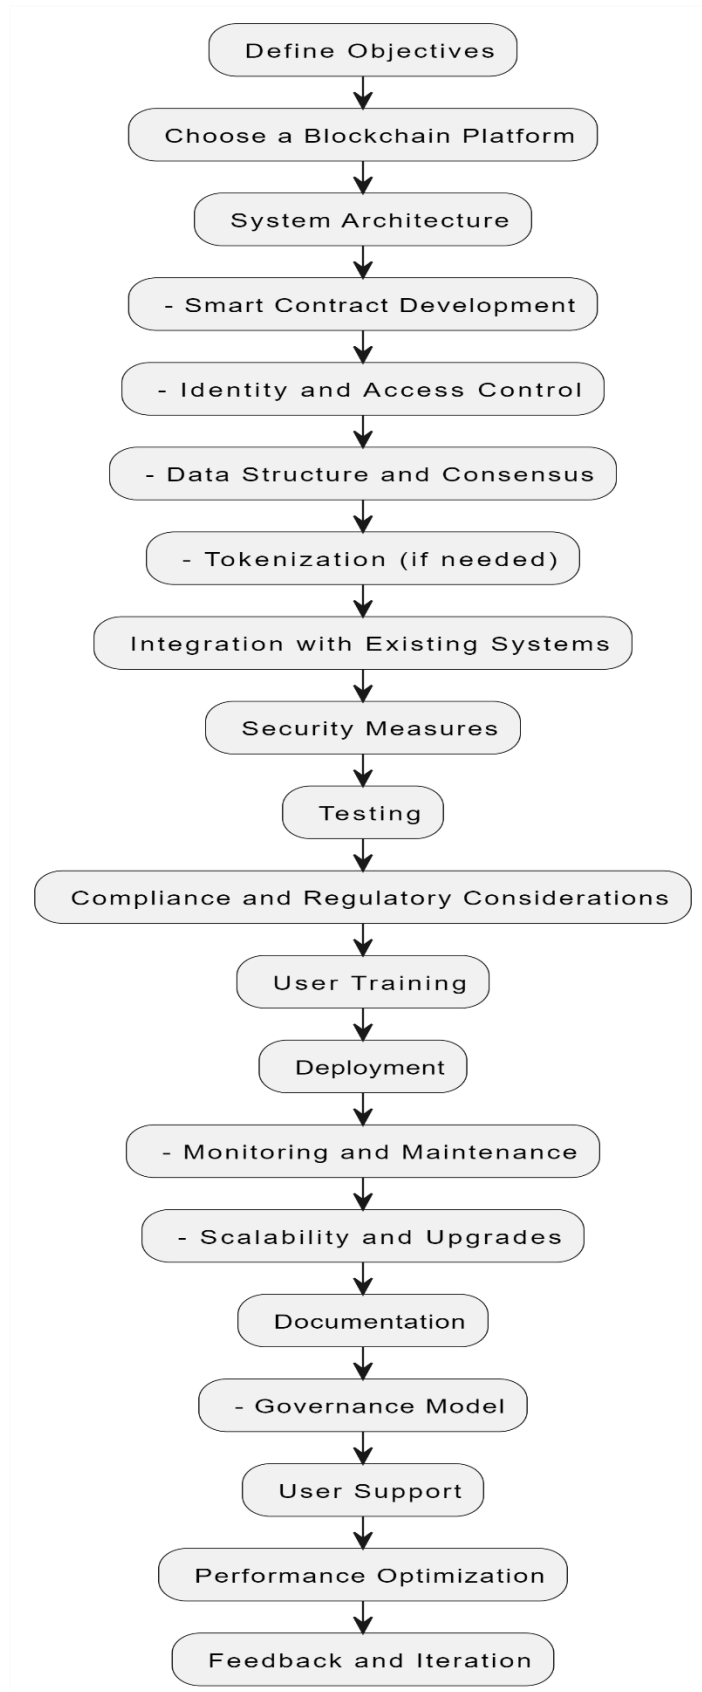 Define Objectives
Choose a Blockchain Platform
System Architecture
- Smart Contract Development
- Identity and Access Control
- Data Structure and Consensus
- Tokenization (if needed)
Integration with Existing Systems
Security Measures
Testing
Compliance and Regulatory Considerations
User Training
Deployment
- Monitoring and Maintenance
- Scalability and Upgrades
Documentation
- Governance Model
User Support
Performance Optimization
Feedback and Iteration